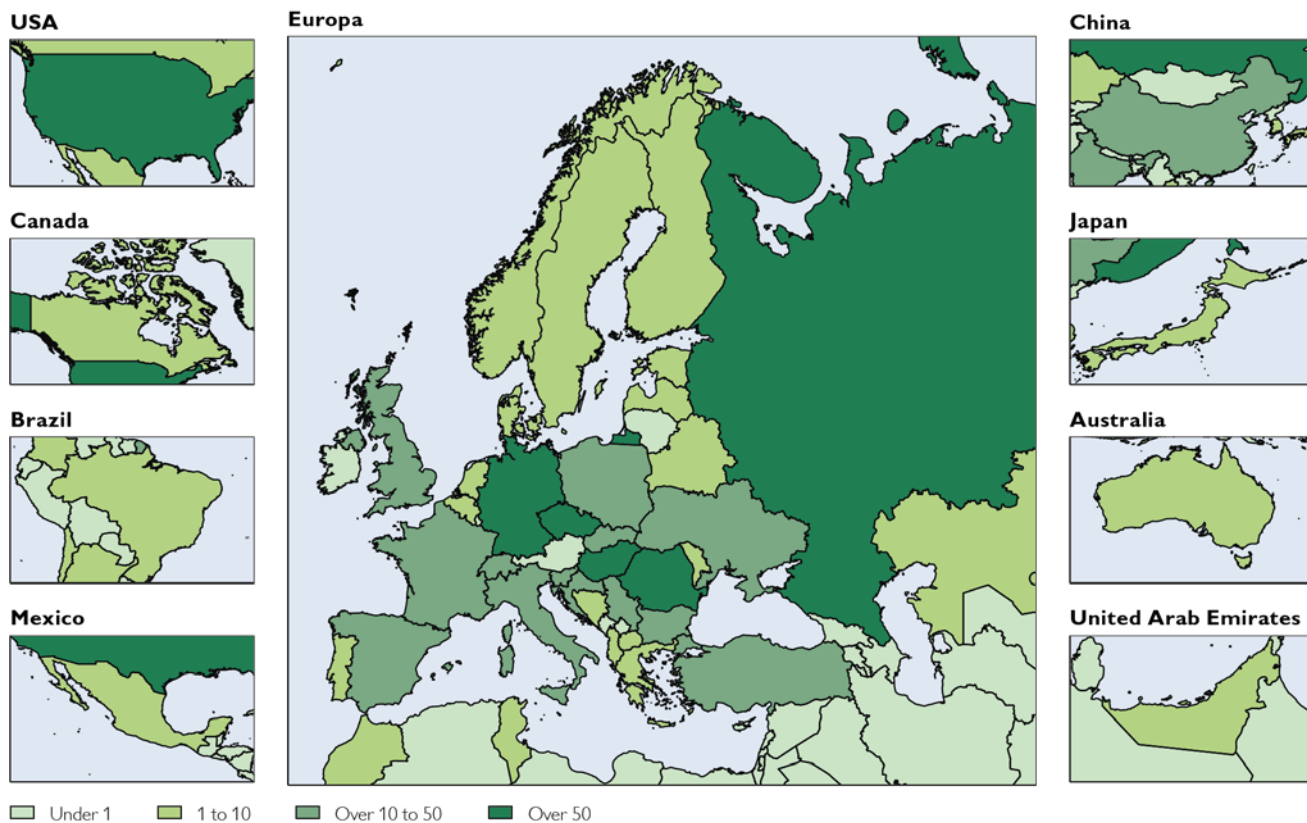 USA
Europa
China
Canada
Japan
Brazil
Australia
Mexico
United Arab Emirates
Under 1
1 to 10
Over 10 to 50
Over 50